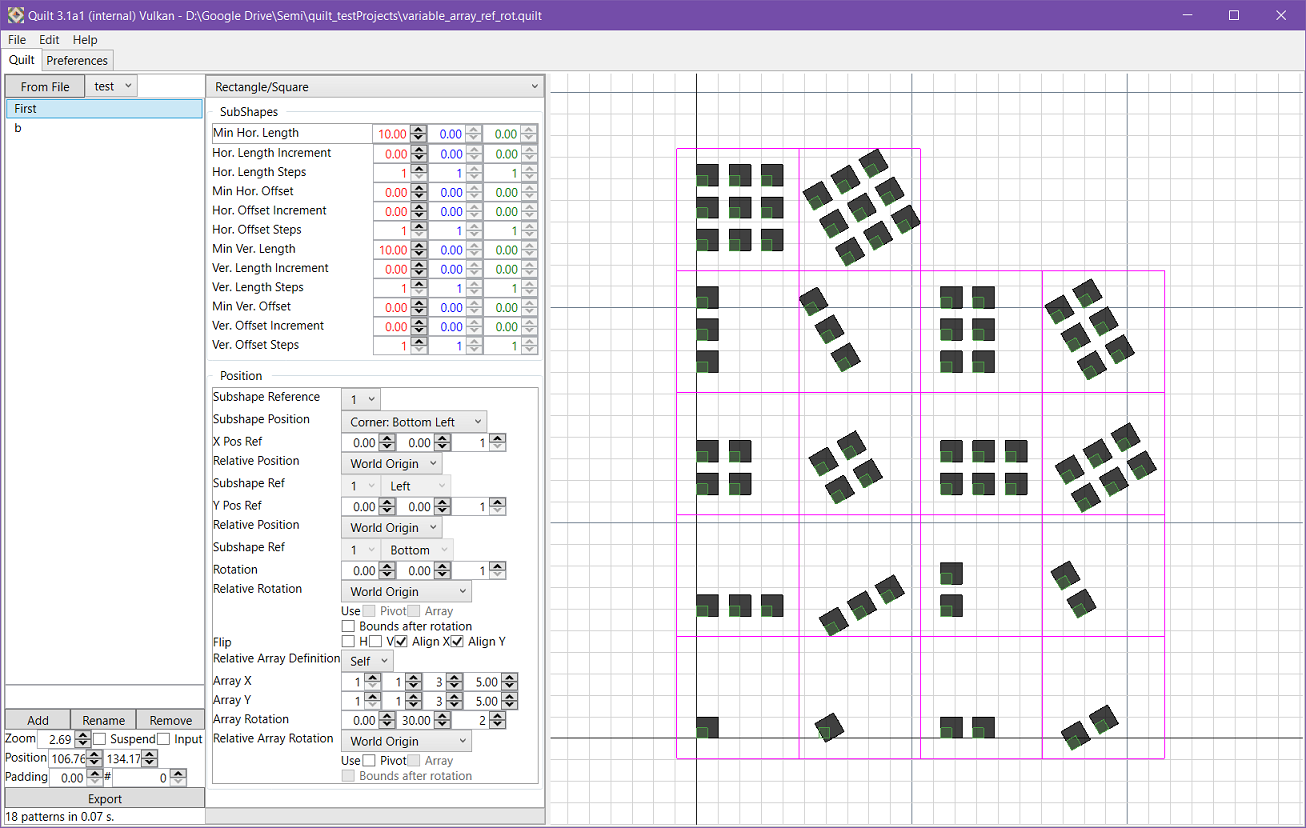 Quilt 3.1a1 (internal) Vulkan - D:\Google Drive\Semi\quilt_testProjects\variable_array_ref_rot.quilt
File Edit Help
Quilt Preferences
From File test Rectangle/Square
First
b
SubShapes
Min Hor. Length 10.00 0.00 0.00
Hor. Length Increment 0.00 0.00 0.00
Hor. Length Steps 1 1 1
Min Hor. Offset 0.00 0.00 0.00
Hor. Offset Increment 0.00 0.00 0.00
Hor. Offset Steps 1 1 1
Min Ver. Length 10.00 0.00 0.00
Ver. Length Increment 0.00 0.00 0.00
Ver. Length Steps 1 1 1
Min Ver. Offset 0.00 0.00 0.00
Ver. Offset Increment 0.00 0.00 0.00
Ver. Offset Steps 1 1 1
Position
Subshape Reference 1
Subshape Position Corner: Bottom Left
X Pos Ref 0.00 0.00 1
Relative Position World Origin
Subshape Ref 1 Left
Y Pos Ref 0.00 0.00 1
Relative Position World Origin
Subshape Ref 1 Bottom
Rotation 0.00 0.00 1
Relative Rotation World Origin
Use Pivot Array
Bounds after rotation
Flip H V Align X Align Y
Relative Array Definition Self
Array X 1 1 3 5.00
Array Y 1 1 3 5.00
Array Rotation 0.00 30.00 2
Relative Array Rotation World Origin
Use Pivot Array
Bounds after rotation
Add Rename Remove
Zoom 2.69 Suspend Input
Position 106.76 134.17
Padding 0.00 # 0
Export
18 patterns in 0.07 s.